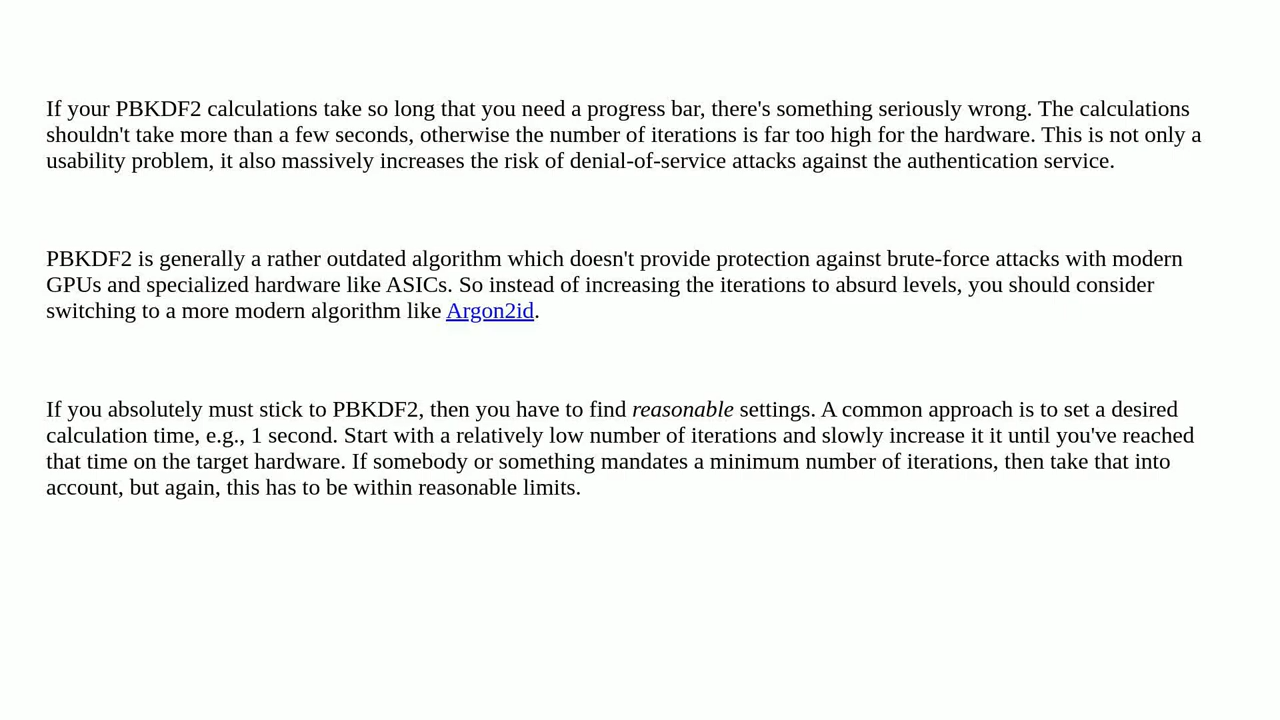 If your PBKDF2 calculations take so long that you need a progress bar, there's something seriously wrong. The calculations
shouldn't take more than a few seconds, otherwise the number of iterations is far too high for the hardware. This is not only a
usability problem, it also massively increases the risk of denial-of-service attacks against the authentication service.
PBKDF2 is generally a rather outdated algorithm which doesn't provide protection against brute-force attacks with modern
GPUs and specialized hardware like ASICs. So instead of increasing the iterations to absurd levels, you should consider
switching to a more modern algorithm like Argon2id.
If you absolutely must stick to PBKDF2, then you have to find reasonable settings. A common approach is to set a desired
calculation time, e.g., 1 second. Start with a relatively low number of iterations and slowly increase it it until you've reached
that time on the target hardware. If somebody or something mandates a minimum number of iterations, then take that into
account, but again, this has to be within reasonable limits.